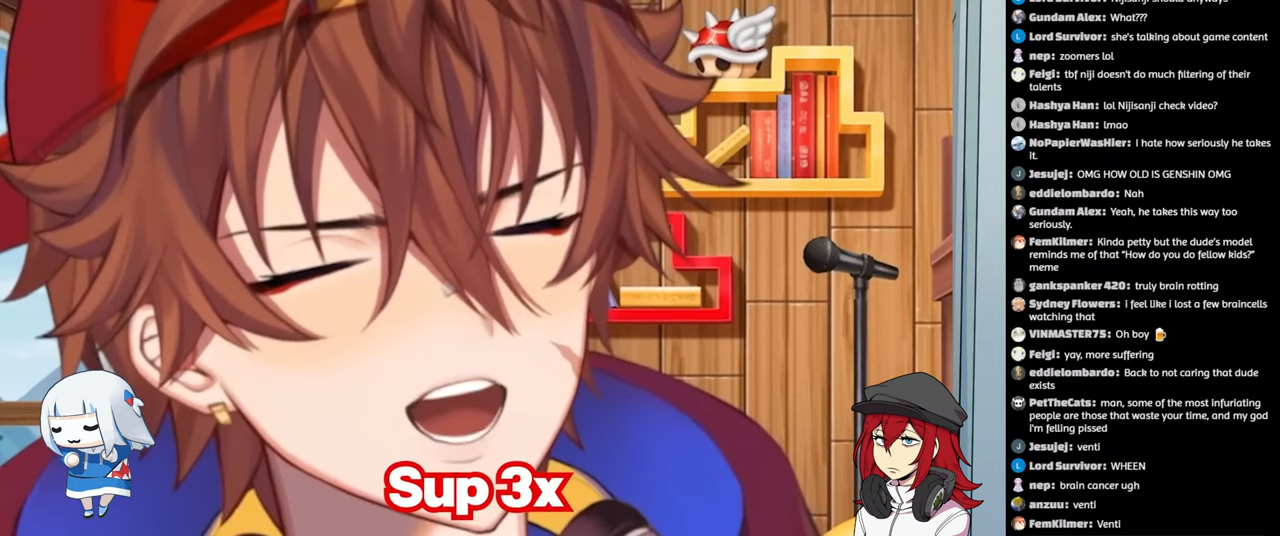 Gundam Alex: What???
Lord Survivor: she's talking about game content
nep: zoomers lol
Feigi: tbf niji doesn't do much filtering of their
talents
Hashya Han: lol Nijisanji check video?
Hashya Han: lmao
NoPapierWasHier: I hate how seriously he takes
it.
Jesujej: OMG HOW OLD IS GENSHIN OMG
eddielombardo: Nah
Gundam Alex: Yeah, he takes this way too
seriously.
FemKilmer: Kinda petty but the dude's model
reminds me of that "How do you do fellow kids?"
meme
gankspanker 420: truly brain rotting
Sydney Flowers: i feel like i lost a few braincells
watching that
VINMASTER75: Oh boy 🍺
Feigi: yay, more suffering
eddielombardo: Back to not caring that dude
exists
PetTheCats: man, some of the most infuriating
people are those that waste your time, and my god
i'm felling pissed
Jesujej: venti
Lord Survivor: WHEEN
nep: brain cancer ugh
anzuu: venti
FemKilmer: Venti
Sup 3x